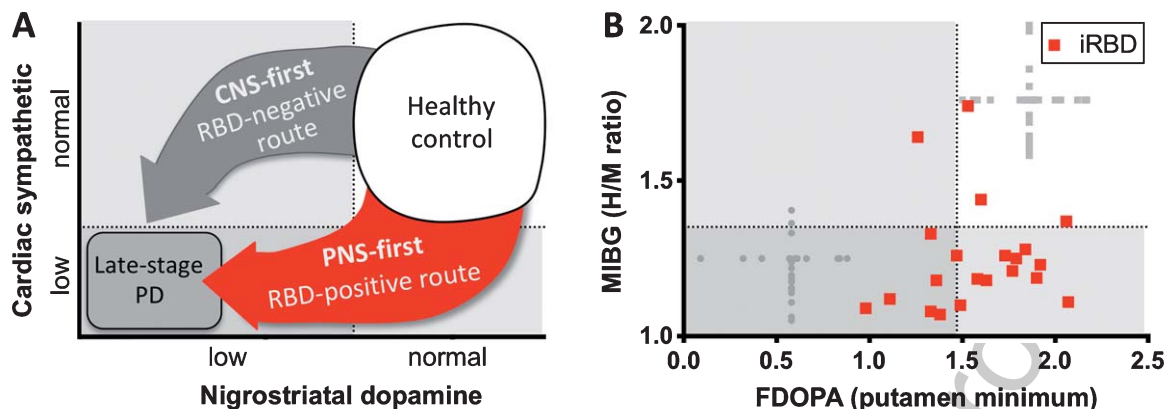 A
Cardiac sympathetic
normal
low
CNS-first
RBD-negative
route
Healthy
control
PNS-first
RBD-positive route
Late-stage
PD
low
normal
Nigrostriatal dopamine
B
MIBG (H/M ratio)
2.0
1.5
1.0
iRBD
0.0
0.5
1.0
1.5
2.0
2.5
FDOPA (putamen minimum)